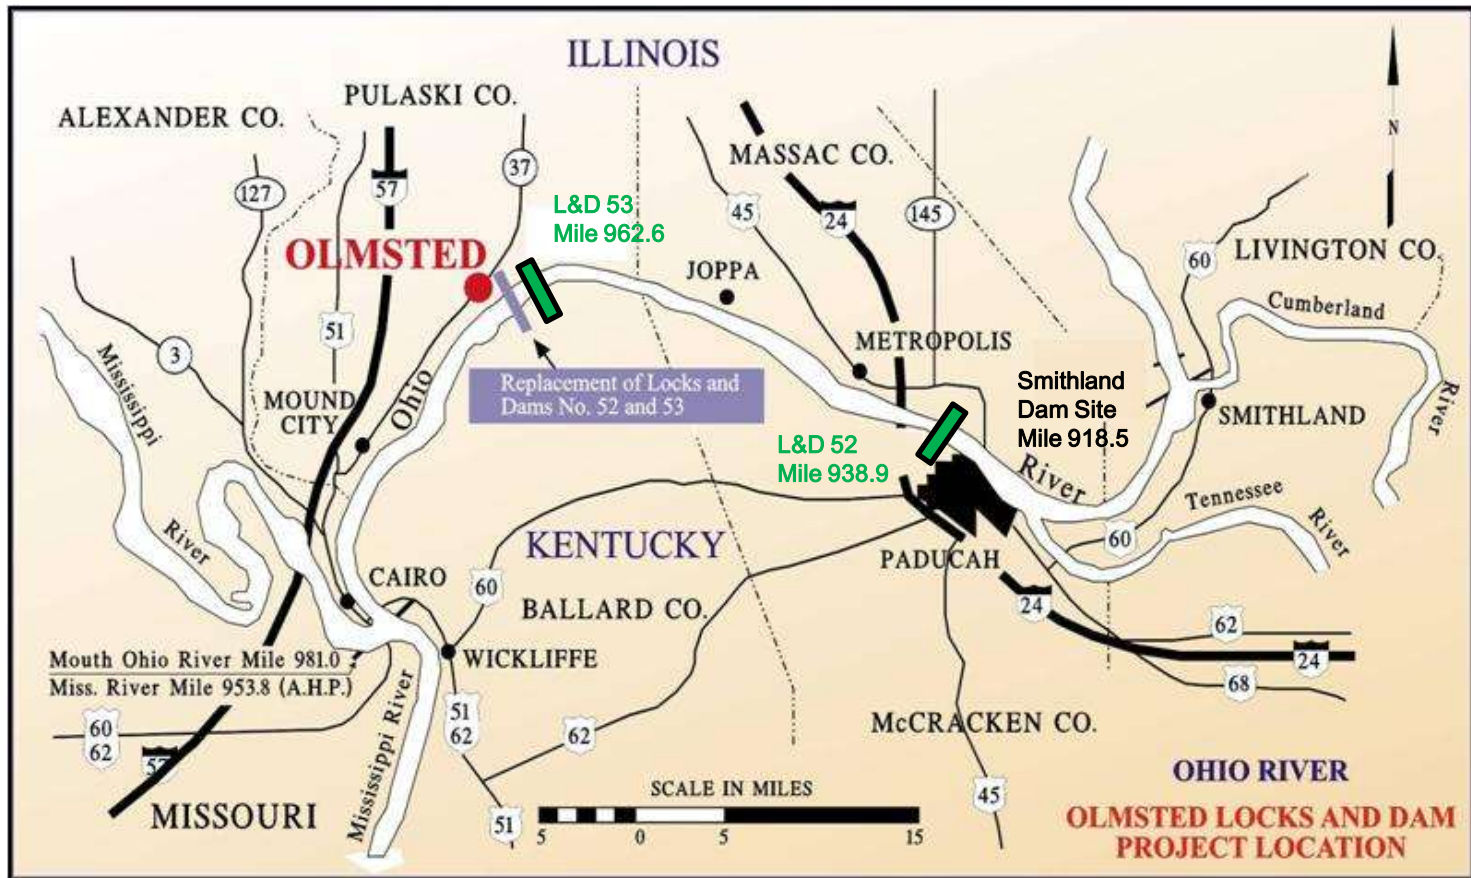 ILLINOIS
ALEXANDER CO.
PULASKI CO.
MASSAC CO.
LIVINGTON CO.
N
127
57
37
45
24
145
60
L&D 53
Mile 962.6
OLMSTED
JOPPA
METROPOLIS
Cumberland
River
SMITHLAND
Smithland
Dam Site
Mile 918.5
3
51
Mississippi
River
MOUND
CITY
Ohio
Replacement of Locks and
Dams No. 52 and 53
L&D 52
Mile 938.9
River
Tennessee
River
60
KENTUCKY
PADUCAH
CAIRO
60
BALLARD CO.
24
62
24
68
WICKLIFFE
Mouth Ohio River Mile 981.0
Miss. River Mile 953.8 (A.H.P.)
60
62
57
Mississippi River
51
62
62
McCRACKEN CO.
45
MISSOURI
51
SCALE IN MILES
5
0
5
15
OHIO RIVER
OLMSTED LOCKS AND DAM
PROJECT LOCATION